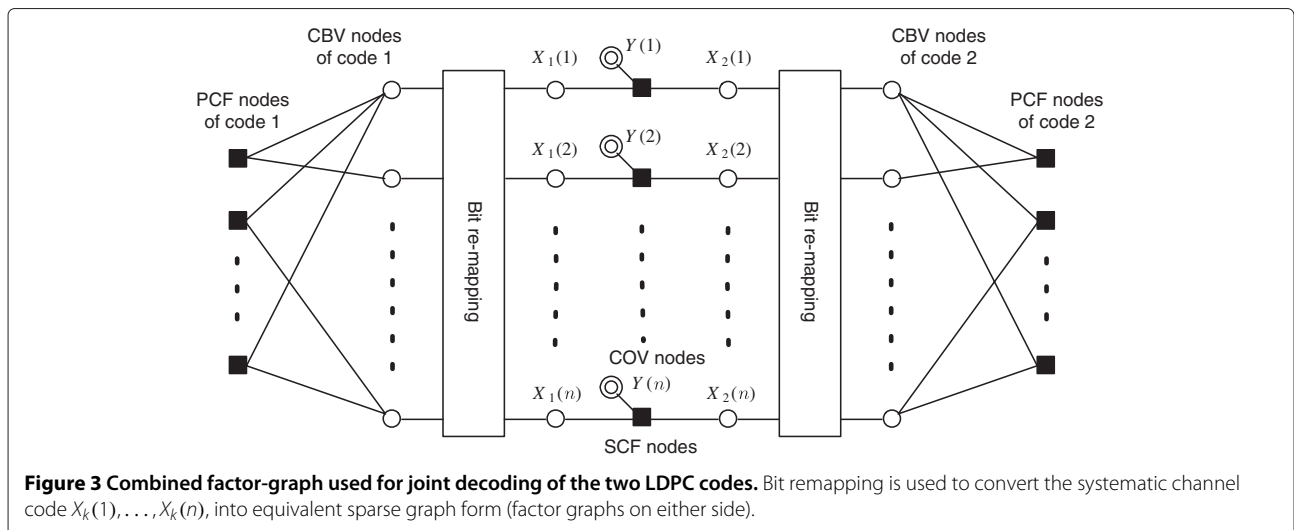 CBV nodes
of code 1
PCF nodes
of code 1
X₁(1)
Y(1)
X₂(1)
CBV nodes
of code 2
PCF nodes
of code 2
X₁(2)
Y(2)
X₂(2)
Bit re-mapping
Bit re-mapping
COV nodes
X₁(n)
Y(n)
X₂(n)
SCF nodes
Figure 3 Combined factor-graph used for joint decoding of the two LDPC codes. Bit remapping is used to convert the systematic channel
code Xₖ(1), . . . , Xₖ(n), into equivalent sparse graph form (factor graphs on either side).